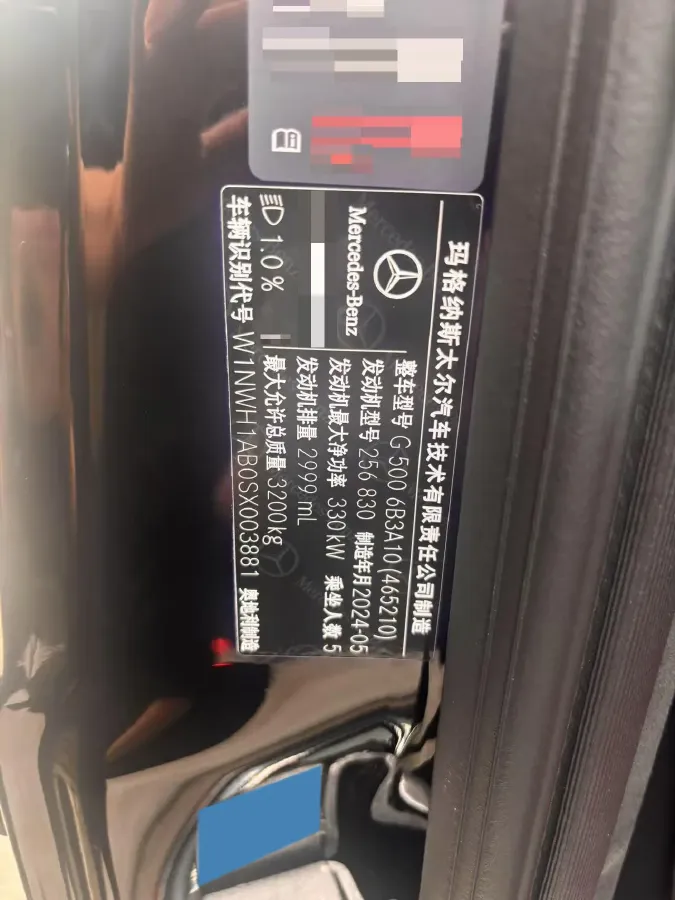 玛格纳斯太尔汽车技术有限责任公司制造
Mercedes-Benz
整车型号 G 500 6B3A10 (465210)
发动机型号 256 830 制造年月 2024-05
发动机最大净功率 330kW 乘坐人数 5
发动机排量 2999 mL
1.0% 最大允许总质量 3200kg
车辆识别代号 W1NWH1AB0SX003881 奥地利制造